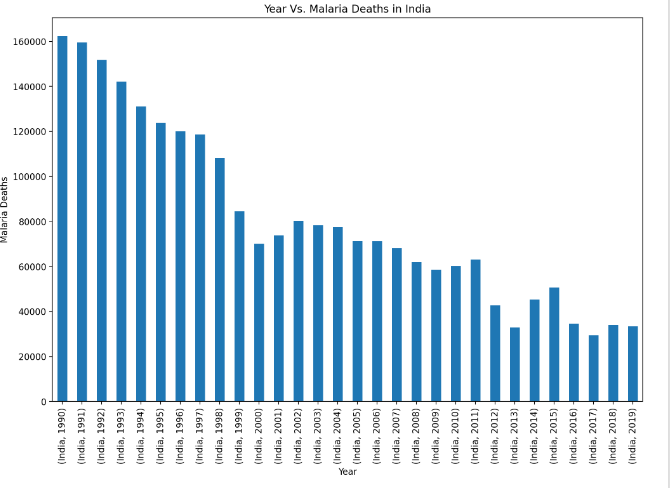 Year Vs. Malaria Deaths in India
Malaria Deaths
160000
140000
120000
100000
80000
60000
40000
20000
0
(India, 1990)
(India, 1991)
(India, 1992)
(India, 1993)
(India, 1994)
(India, 1995)
(India, 1996)
(India, 1997)
(India, 1998)
(India, 1999)
(India, 2000)
(India, 2001)
(India, 2002)
(India, 2003)
(India, 2004)
(India, 2005)
(India, 2006)
(India, 2007)
(India, 2008)
(India, 2009)
(India, 2010)
(India, 2011)
(India, 2012)
(India, 2013)
(India, 2014)
(India, 2015)
(India, 2016)
(India, 2017)
(India, 2018)
(India, 2019)
Year